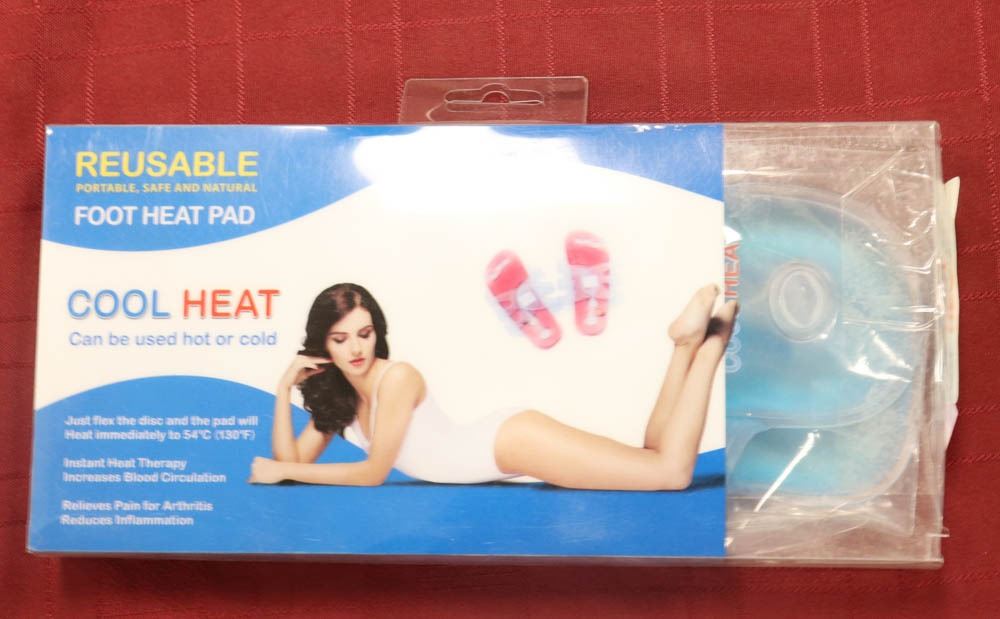 REUSABLE
PORTABLE, SAFE AND NATURAL
FOOT HEAT PAD
COOL HEAT
Can be used hot or cold
Just flex the disc and the pad will
Heat immediately to 54°C (130°F)
Instant Heat Therapy
Increases Blood Circulation
Relieves Pain for Arthritis
Reduces Inflammation